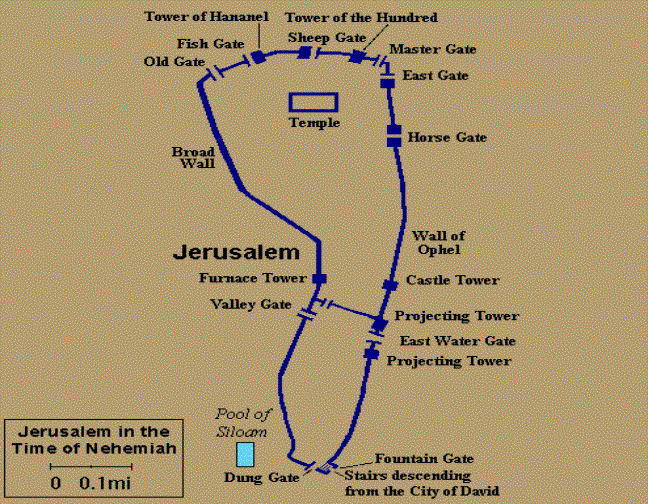 Tower of Hananel
Tower of the Hundred
Fish Gate
Sheep Gate
Master Gate
Old Gate
East Gate
Temple
Horse Gate
Broad
Wall
Wall of
Ophel
Jerusalem
Furnace Tower
Castle Tower
Valley Gate
Projecting Tower
East Water Gate
Projecting Tower
Pool of
Siloam
Jerusalem in the
Time of Nehemiah
0 0.1mi
Fountain Gate
Dung Gate
Stairs descending
from the City of David